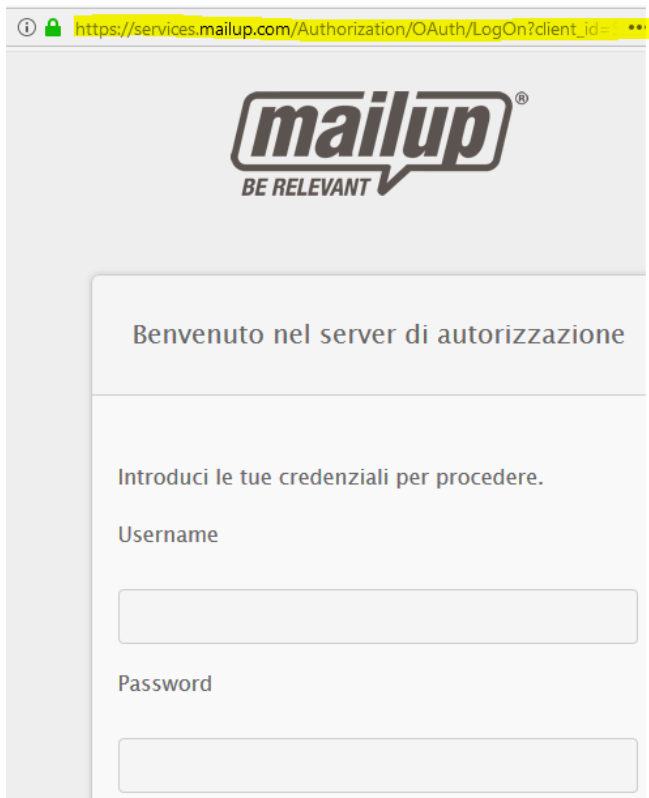 https://services.mailup.com/Authorization/OAuth/LogOn?client_id=
mailup®
BE RELEVANT
Benvenuto nel server di autorizzazione
Introduci le tue credenziali per procedere.
Username
Password